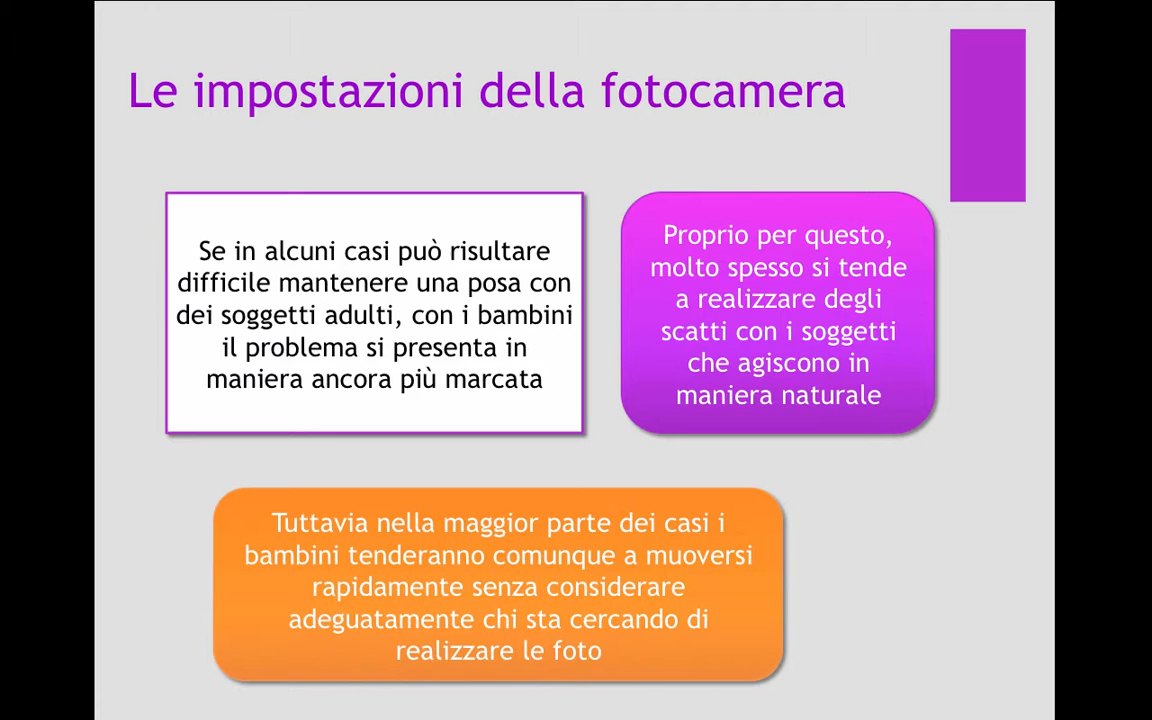 Le impostazioni della fotocamera
Se in alcuni casi può risultare
difficile mantenere una posa con
dei soggetti adulti, con i bambini
il problema si presenta in
maniera ancora più marcata
Proprio per questo,
molto spesso si tende
a realizzare degli
scatti con i soggetti
che agiscono in
maniera naturale
Tuttavia nella maggior parte dei casi i
bambini tenderanno comunque a muoversi
rapidamente senza considerare
adeguatamente chi sta cercando di
realizzare le foto